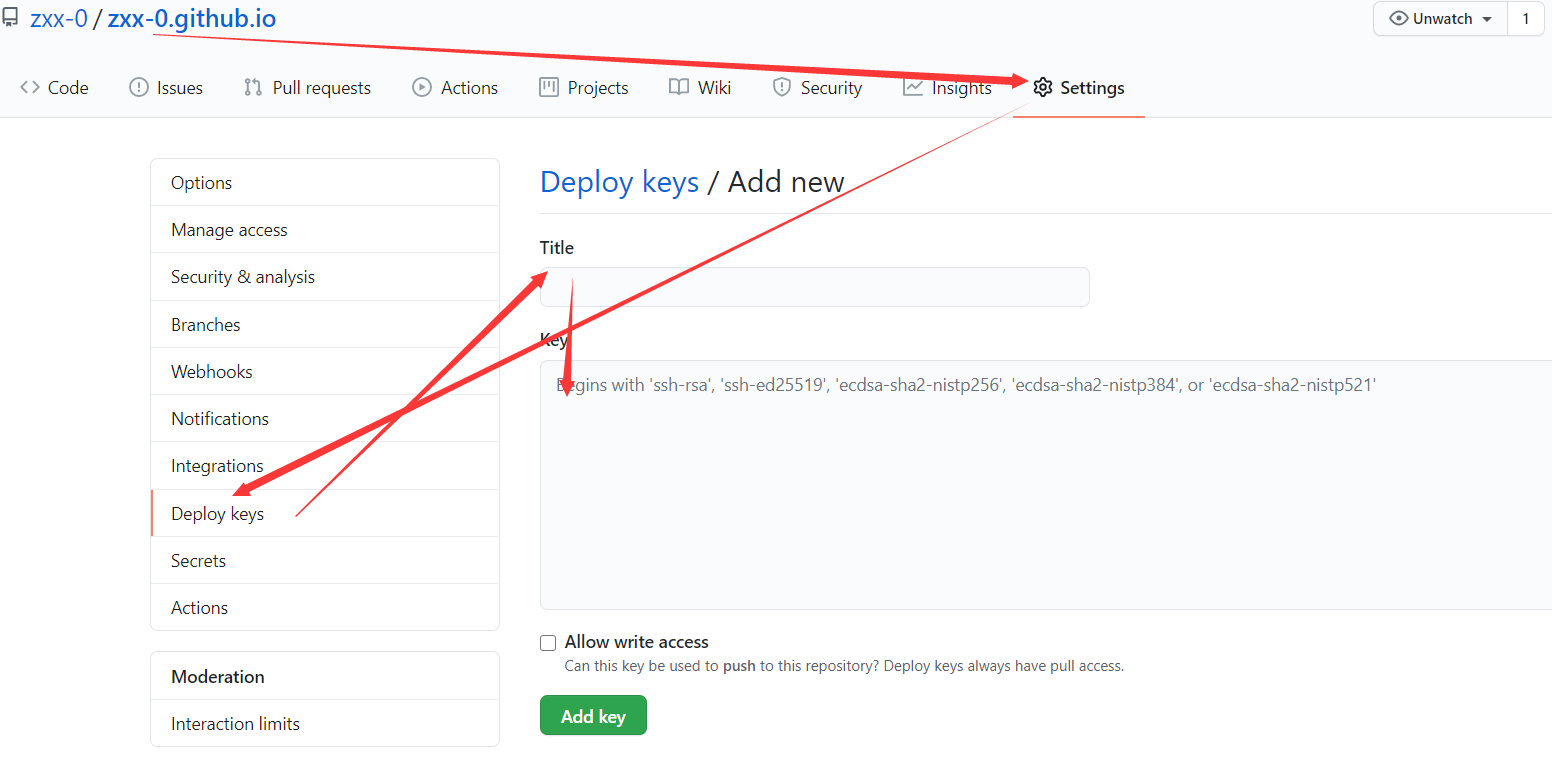 zxx-0 / zxx-0.github.io
Unwatch 1
Code Issues Pull requests Actions Projects Wiki Security Insights Settings
Options
Manage access
Security & analysis
Branches
Webhooks
Notifications
Integrations
Deploy keys
Secrets
Actions
Moderation
Interaction limits
Deploy keys / Add new
Title
Key
Begins with 'ssh-rsa', 'ssh-ed25519', 'ecdsa-sha2-nistp256', 'ecdsa-sha2-nistp384', or 'ecdsa-sha2-nistp521'
Allow write access
Can this key be used to push to this repository? Deploy keys always have pull access.
Add key